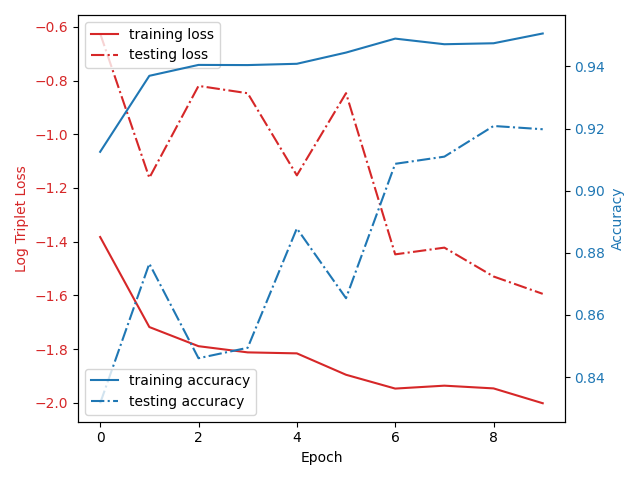 training loss
testing loss
−0.6
−0.8
−1.0
−1.2
−1.4
−1.6
−1.8
−2.0
Log Triplet Loss
0.94
0.92
0.90
0.88
0.86
0.84
Accuracy
training accuracy
testing accuracy
0
2
4
6
8
Epoch